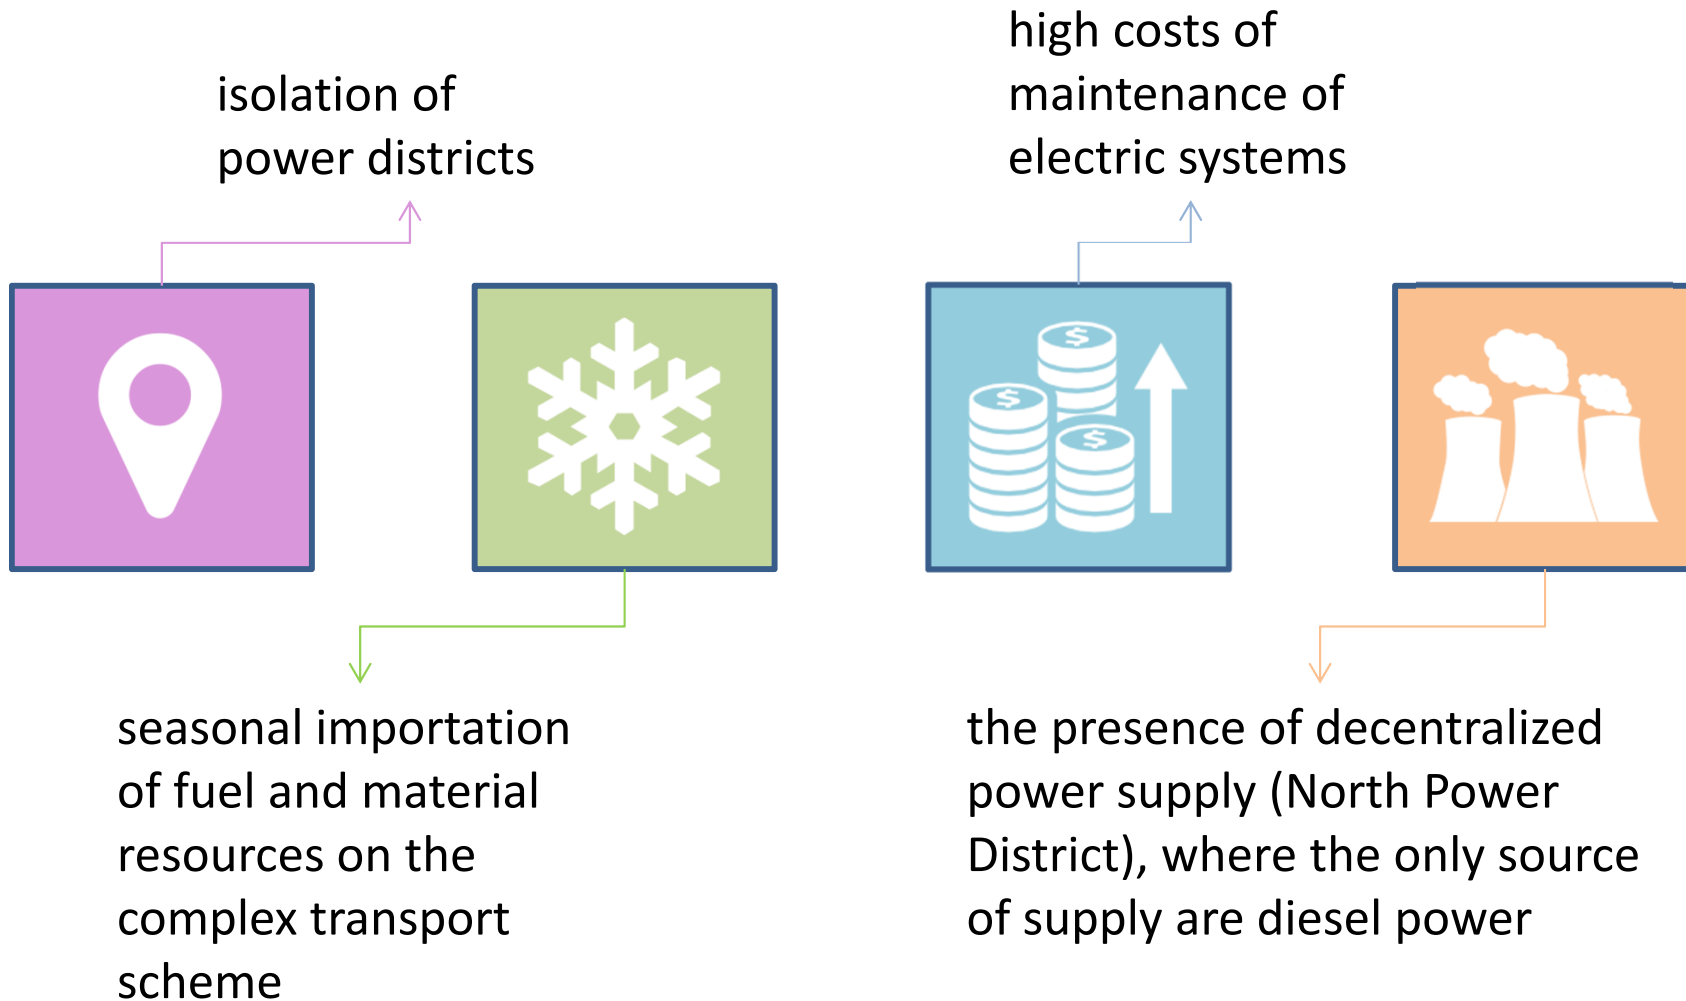 isolation of
power districts
high costs of
maintenance of
electric systems
$
$
$
seasonal importation
of fuel and material
resources on the
complex transport
scheme
the presence of decentralized
power supply (North Power
District), where the only source
of supply are diesel power